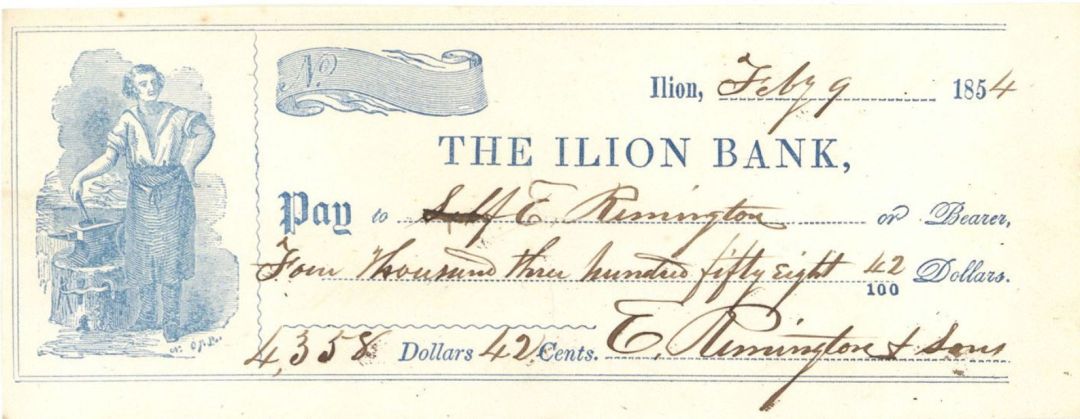 No.
Ilion, Feby 9 1854
THE ILION BANK,
Pay to Self E. Remington or Bearer,
Four thousand three hundred fifty eight 42/100 Dollars.
4,358 Dollars 42 Cents. E. Remington & Sons